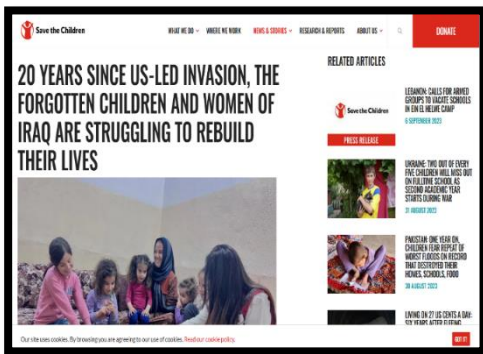 Save the Children
WHAT WE DO
WHERE WE WORK
NEWS & STORIES
RESEARCH & REPORTS
ABOUT US
DONATE
20 YEARS SINCE US-LED INVASION, THE
FORGOTTEN CHILDREN AND WOMEN OF
IRAQ ARE STRUGGLING TO REBUILD
THEIR LIVES
RELATED ARTICLES
Save the Children
PRESS RELEASE
LEBANON: CALLS FOR ARMED
GROUPS TO VACATE SCHOOLS
IN EIN EL HELWE CAMP
6 SEPTEMBER 2023
UKRAINE: TWO OUT OF EVERY
FIVE CHILDREN WILL MISS OUT
ON FULLTIME SCHOOL AS
SECOND ACADEMIC YEAR
STARTS DURING WAR
31 AUGUST 2023
PAKISTAN: ONE YEAR ON,
CHILDREN FEAR REPEAT OF
WORST FLOODS ON RECORD
THAT DESTROYED THEIR
HOMES, SCHOOLS, FOOD
30 AUGUST 2023
LIVING ON 27 US CENTS A DAY:
SIX YEARS AFTER FLEEING
Our site uses cookies. By browsing you are agreeing to our use of cookies. Read our cookie policy.
GOT IT